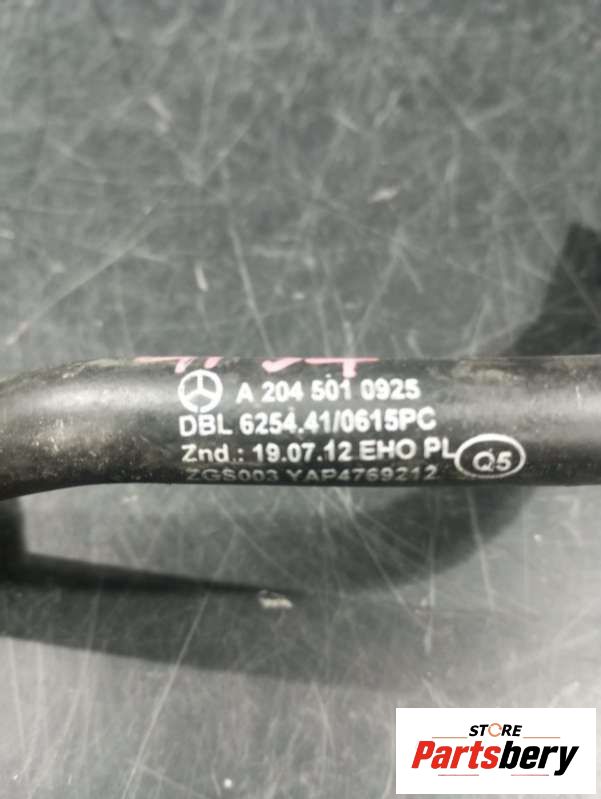 A 204 501 0925
DBL 6254.41/0615PC
Znd.: 19.07.12 EHO PL Q5
ZGS003 YAP4769212
STORE
Partsbery